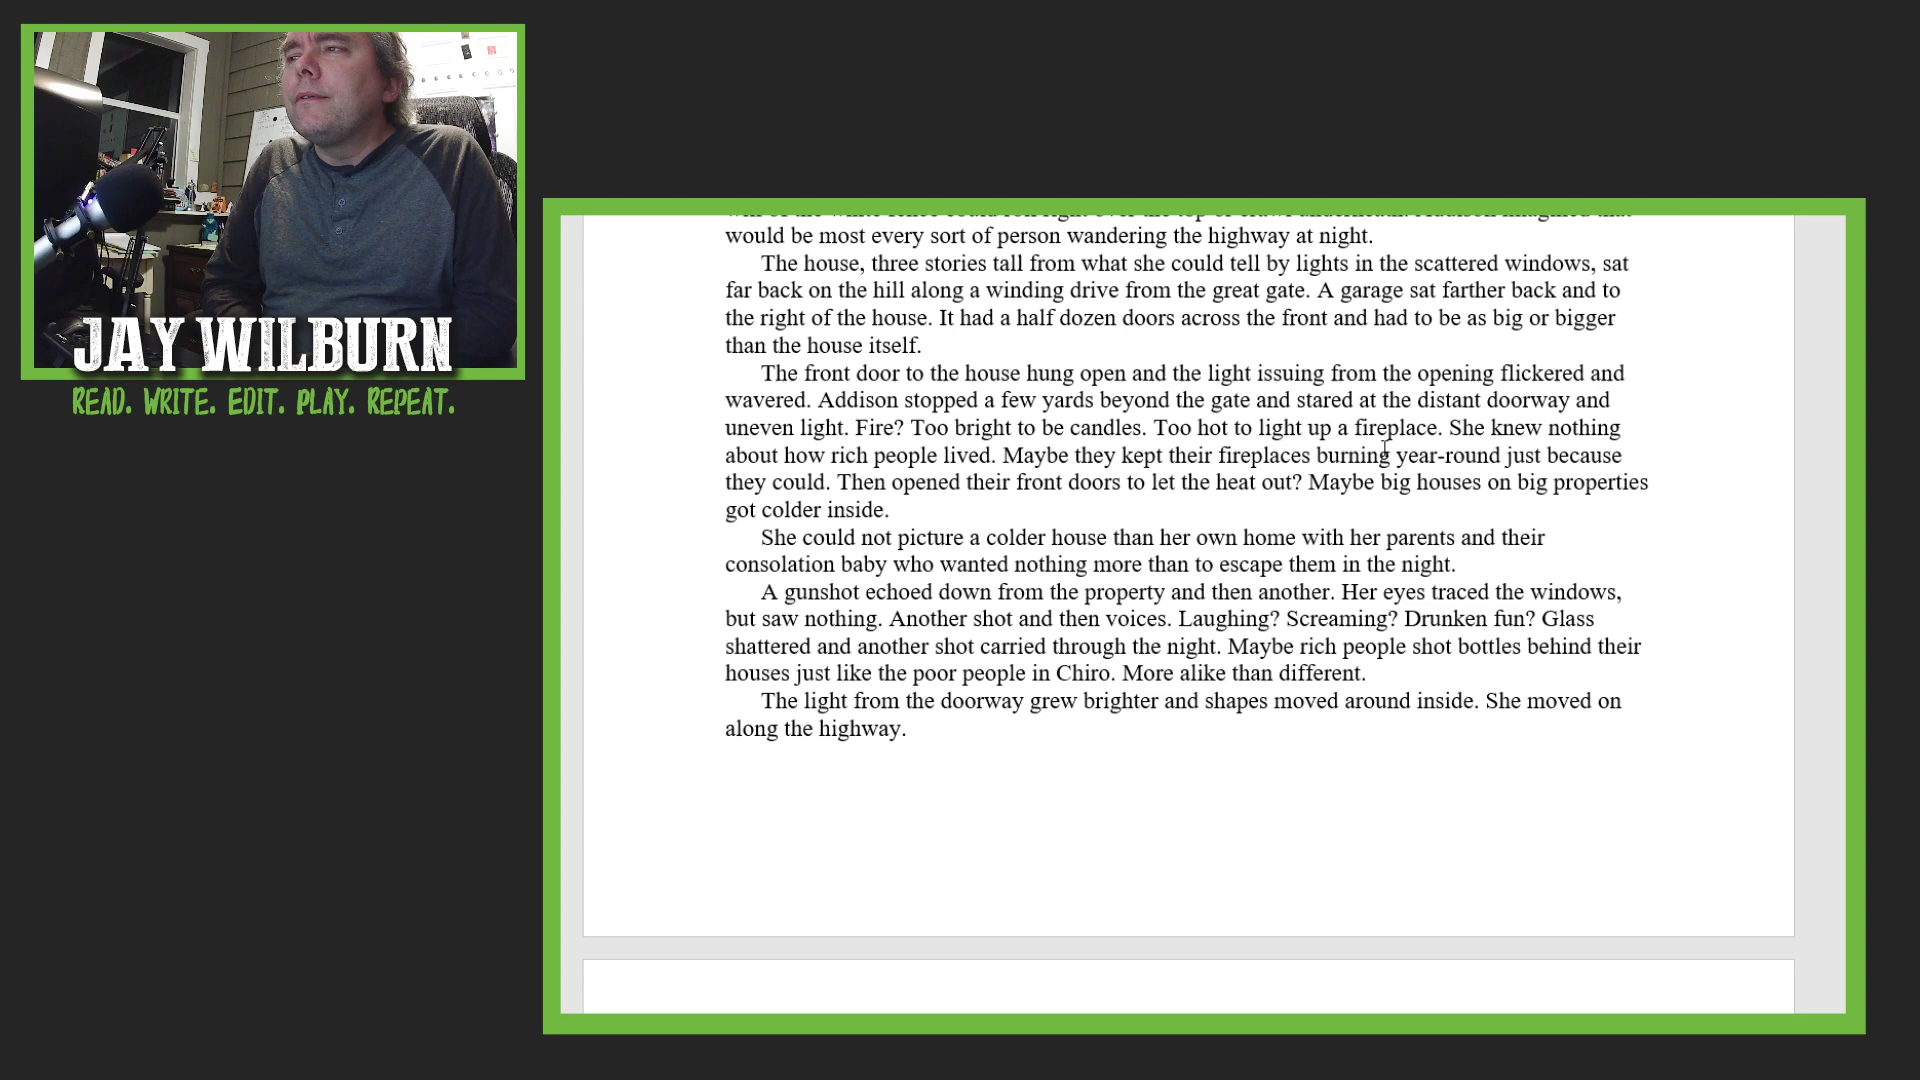 JAY WILBURN
READ. WRITE. EDIT. PLAY. REPEAT.
would be most every sort of person wandering the highway at night.
The house, three stories tall from what she could tell by lights in the scattered windows, sat
far back on the hill along a winding drive from the great gate. A garage sat farther back and to
the right of the house. It had a half dozen doors across the front and had to be as big or bigger
than the house itself.
The front door to the house hung open and the light issuing from the opening flickered and
wavered. Addison stopped a few yards beyond the gate and stared at the distant doorway and
uneven light. Fire? Too bright to be candles. Too hot to light up a fireplace. She knew nothing
about how rich people lived. Maybe they kept their fireplaces burning year-round just because
they could. Then opened their front doors to let the heat out? Maybe big houses on big properties
got colder inside.
She could not picture a colder house than her own home with her parents and their
consolation baby who wanted nothing more than to escape them in the night.
A gunshot echoed down from the property and then another. Her eyes traced the windows,
but saw nothing. Another shot and then voices. Laughing? Screaming? Drunken fun? Glass
shattered and another shot carried through the night. Maybe rich people shot bottles behind their
houses just like the poor people in Chiro. More alike than different.
The light from the doorway grew brighter and shapes moved around inside. She moved on
along the highway.